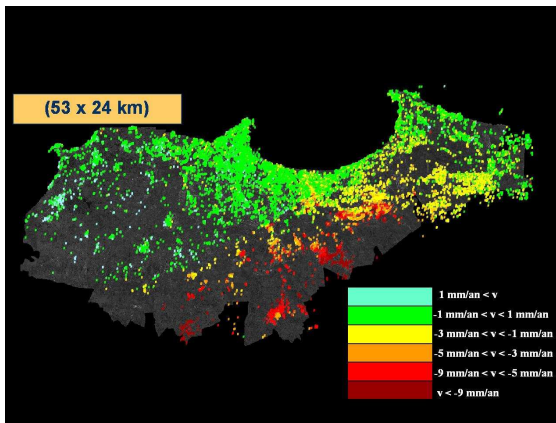 (53 x 24 km)
1 mm/an < v
-1 mm/an < v < 1 mm/an
-3 mm/an < v < -1 mm/an
-5 mm/an < v < -3 mm/an
-9 mm/an < v < -5 mm/an
v < -9 mm/an